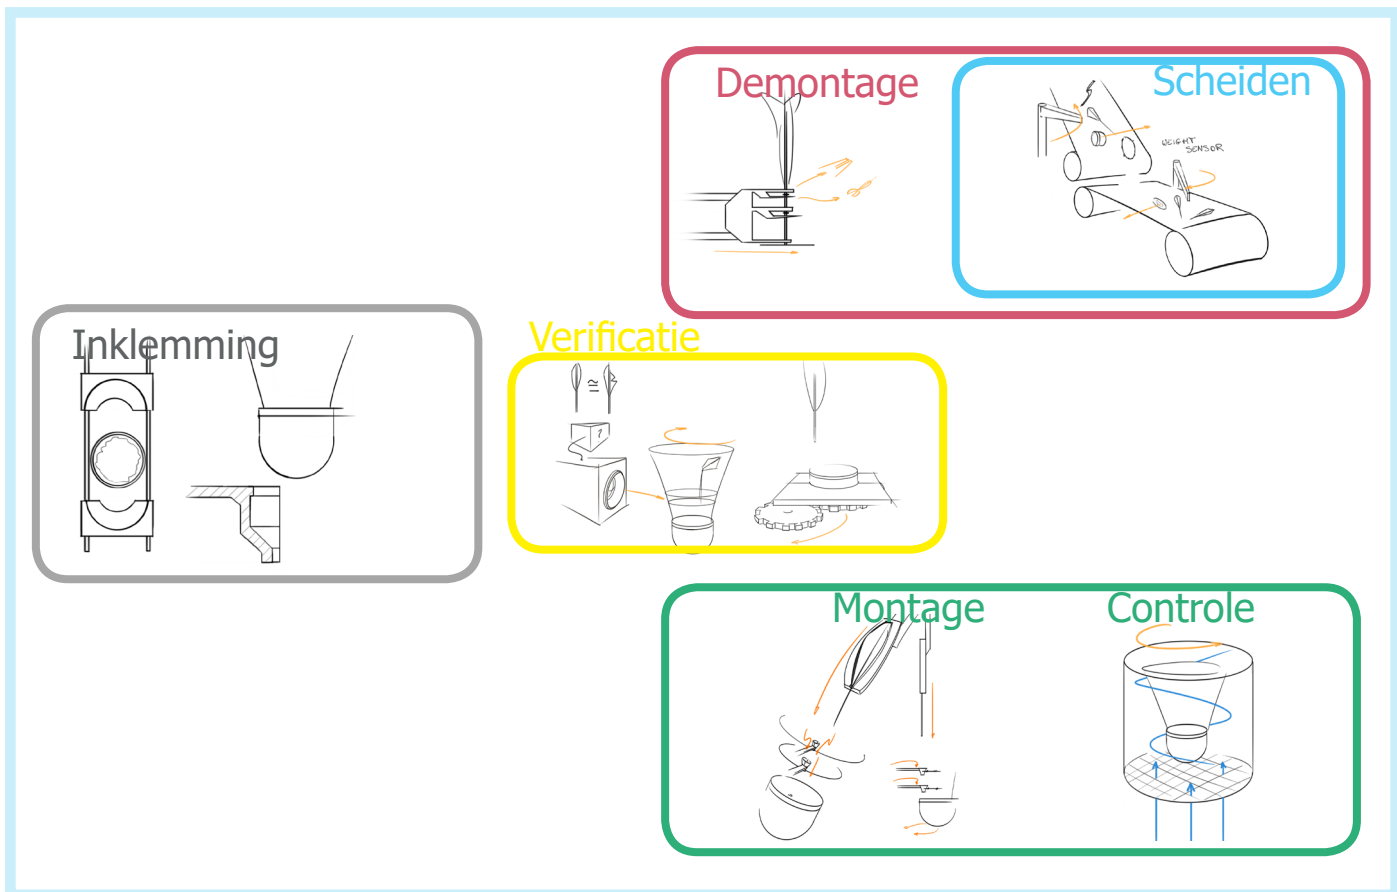 Demontage
Scheiden
WEIGHT
SENSOR
Inklemming
Verificatie
≅
?
Montage
Controle